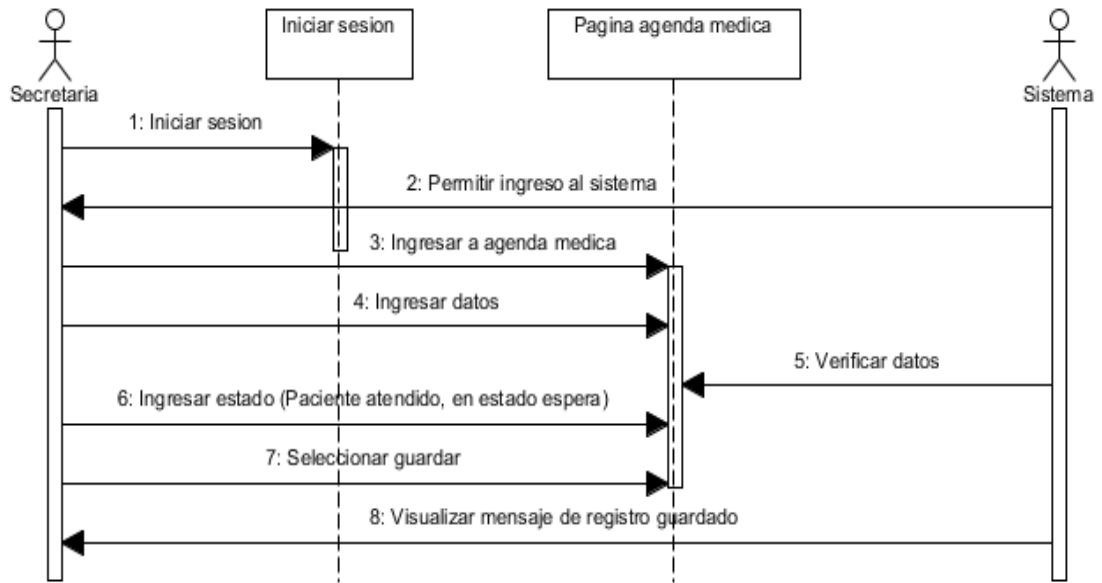 Iniciar sesion
Pagina agenda medica
Secretaria
Sistema
1: Iniciar sesion
2: Permitir ingreso al sistema
3: Ingresar a agenda medica
4: Ingresar datos
5: Verificar datos
6: Ingresar estado (Paciente atendido, en estado espera)
7: Seleccionar guardar
8: Visualizar mensaje de registro guardado